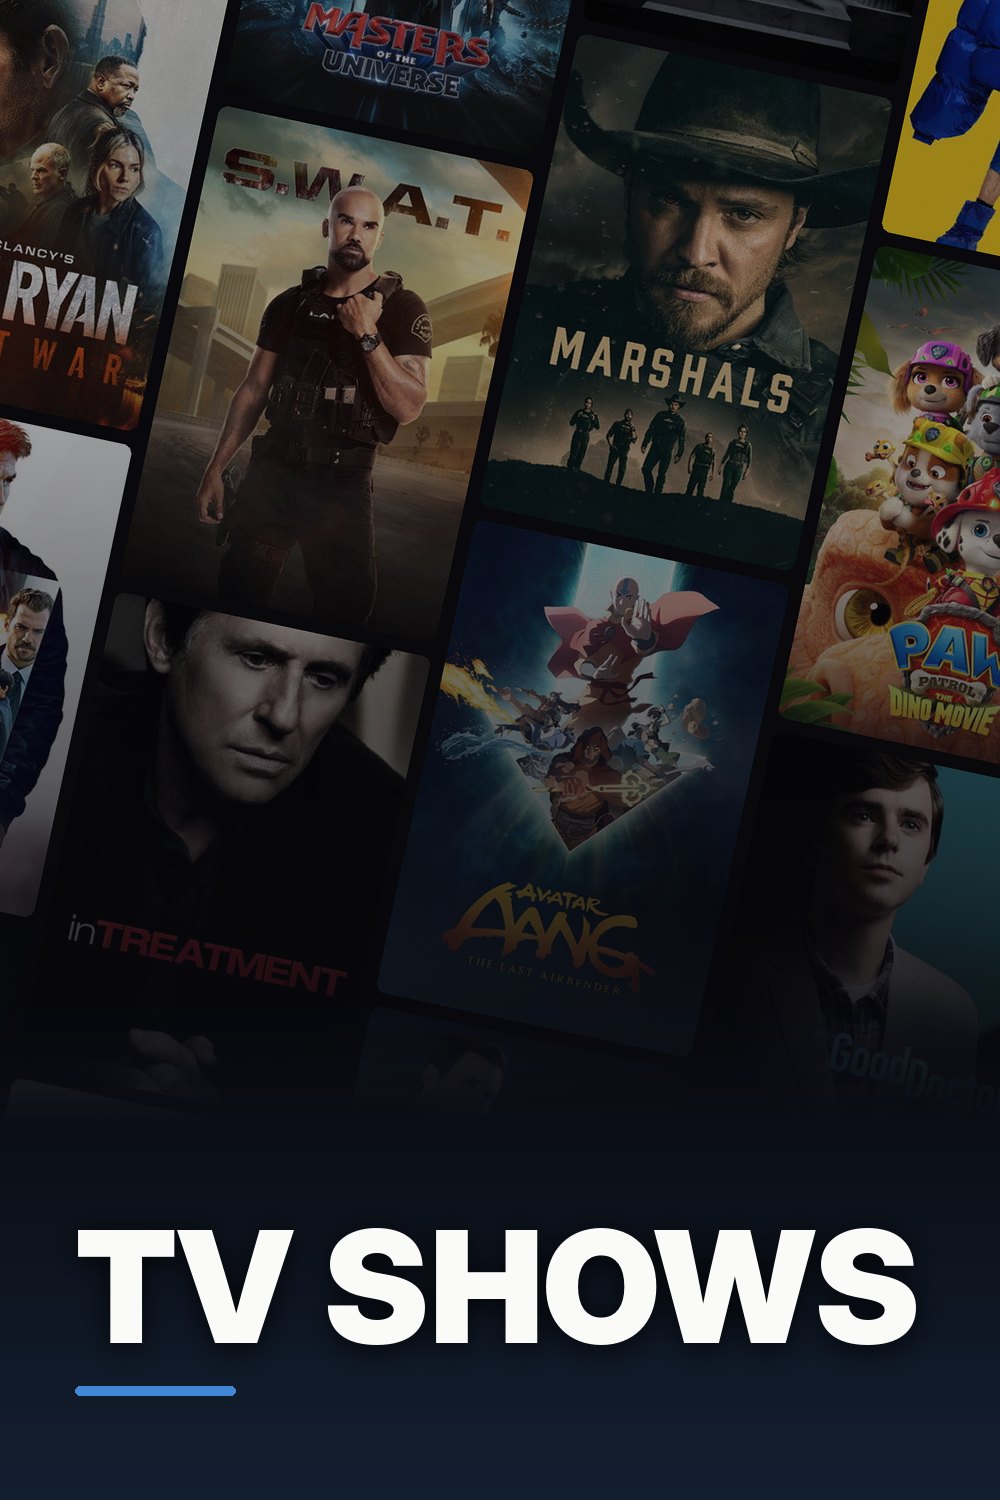 MASTERS
OF THE
UNIVERSE
S.W.A.T.
CLANCY'S
RYAN
T WAR
MARSHALS
PAW
PATROL
THE
DINO MOVIE
inTREATMENT
AVATAR
AANG
THE LAST AIRBENDER
GoodDoctor
TV SHOWS